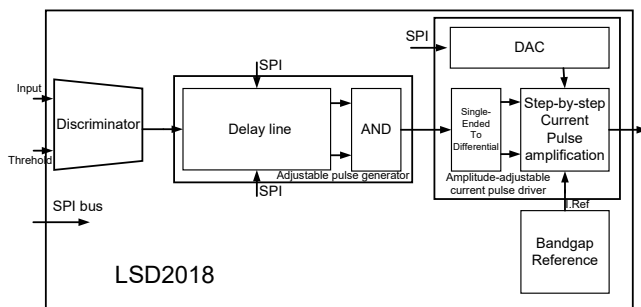 SPI
DAC
SPI
Input
Discriminator
Threhold
Delay line
AND
Single-
Ended
To
Differential
Step-by-step
Current
Pulse
amplification
Adjustable pulse generator
Amplitude-adjustable
current pulse driver
SPI
SPI bus
I.Ref
Bandgap
Reference
LSD2018